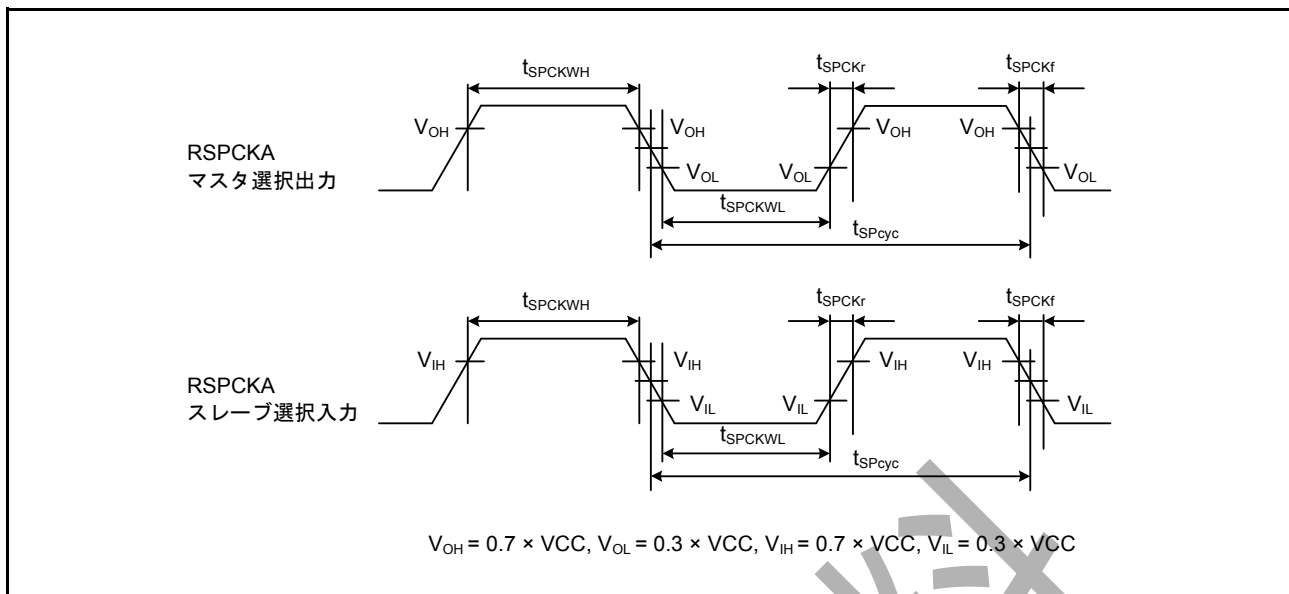 tSPCKWH
tSPCKr
tSPCKf
VOH
VOH
VOH
VOH
RSPCKA
マスタ選択出力
VOL
VOL
VOL
tSPCKWL
tSPcyc
tSPCKWH
tSPCKr
tSPCKf
VIH
VIH
VIH
VIH
RSPCKA
スレーブ選択入力
VIL
VIL
VIL
tSPCKWL
tSPcyc
VOH = 0.7 × VCC, VOL = 0.3 × VCC, VIH = 0.7 × VCC, VIL = 0.3 × VCC